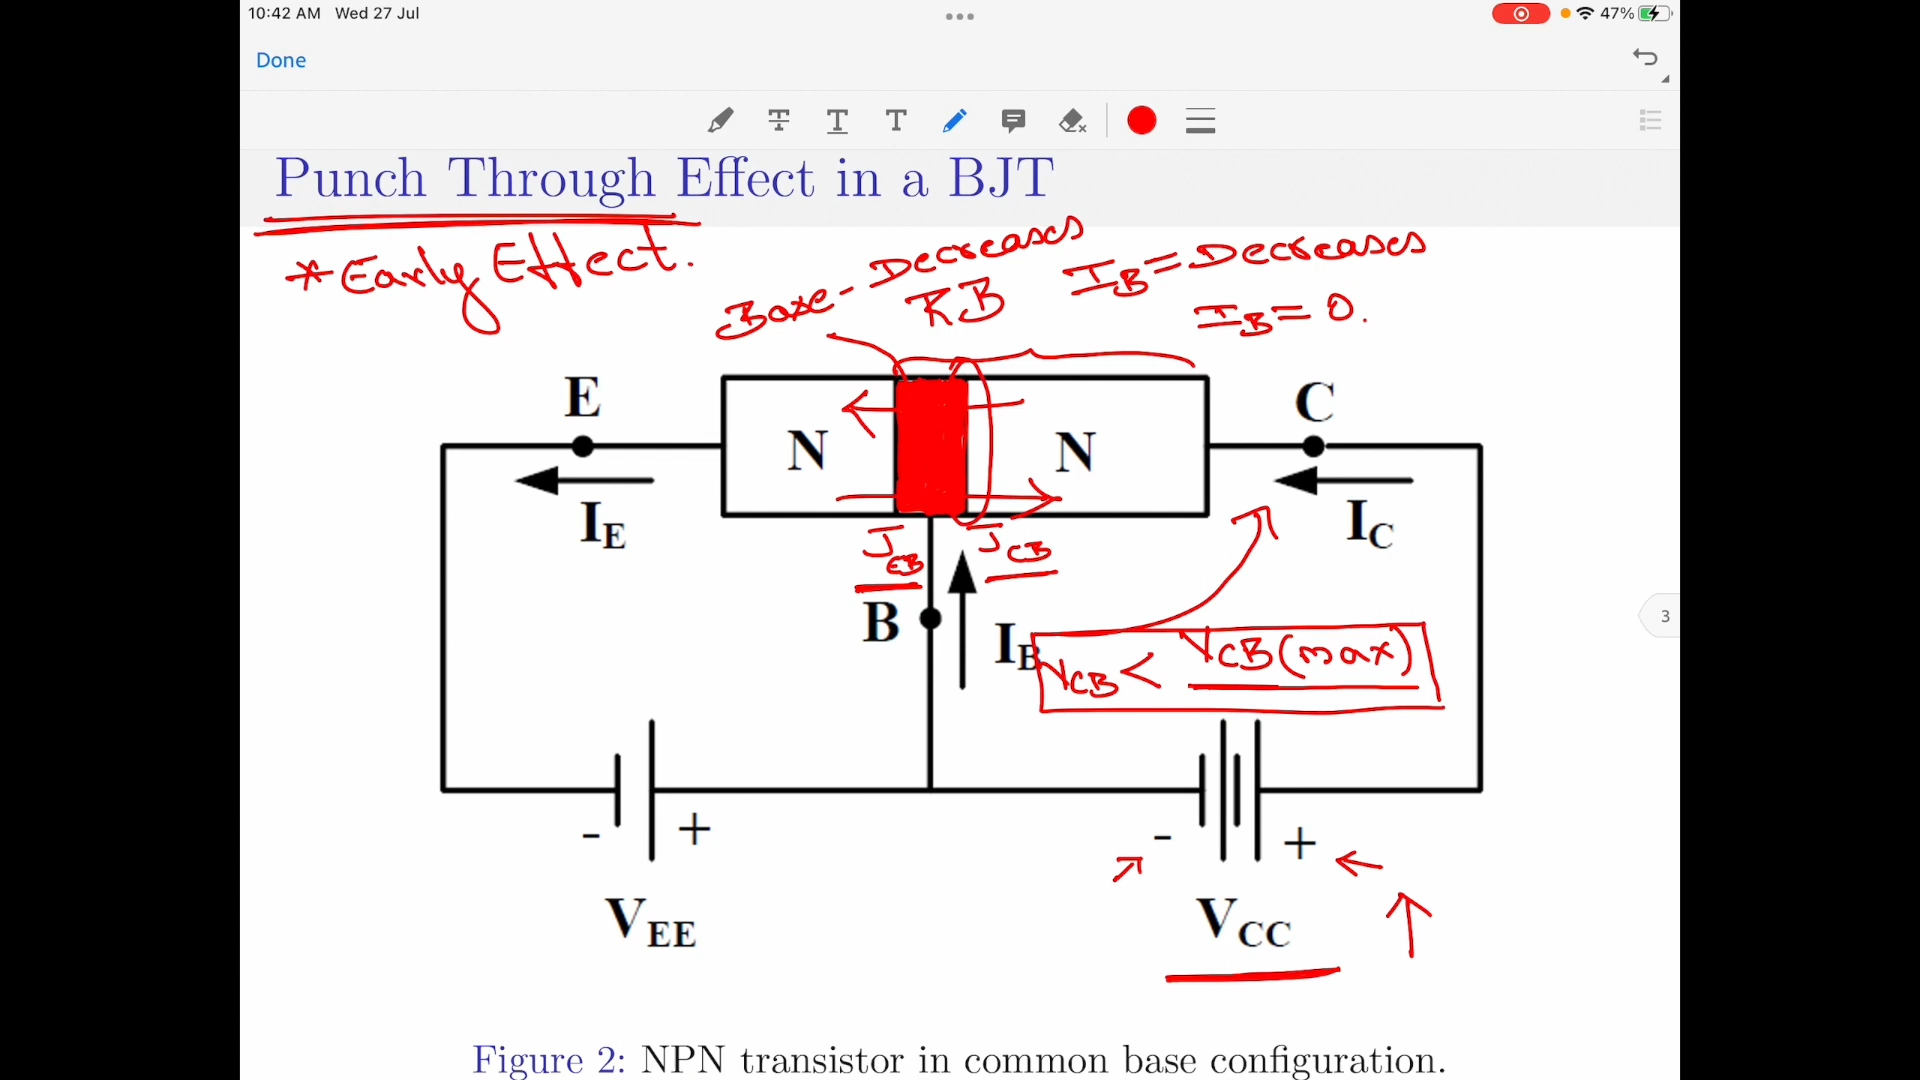 10:42 AM Wed 27 Jul
47%
Done
T T T
Punch Through Effect in a BJT
*Early Effect.
Base - Decreases
RB
IB = Decreases
IB = 0.
E
N
N
C
IE
JEB
JCB
IC
B
IB
VCB < VCB(max)
3
- +
- +
VEE
VCC
Figure 2: NPN transistor in common base configuration.